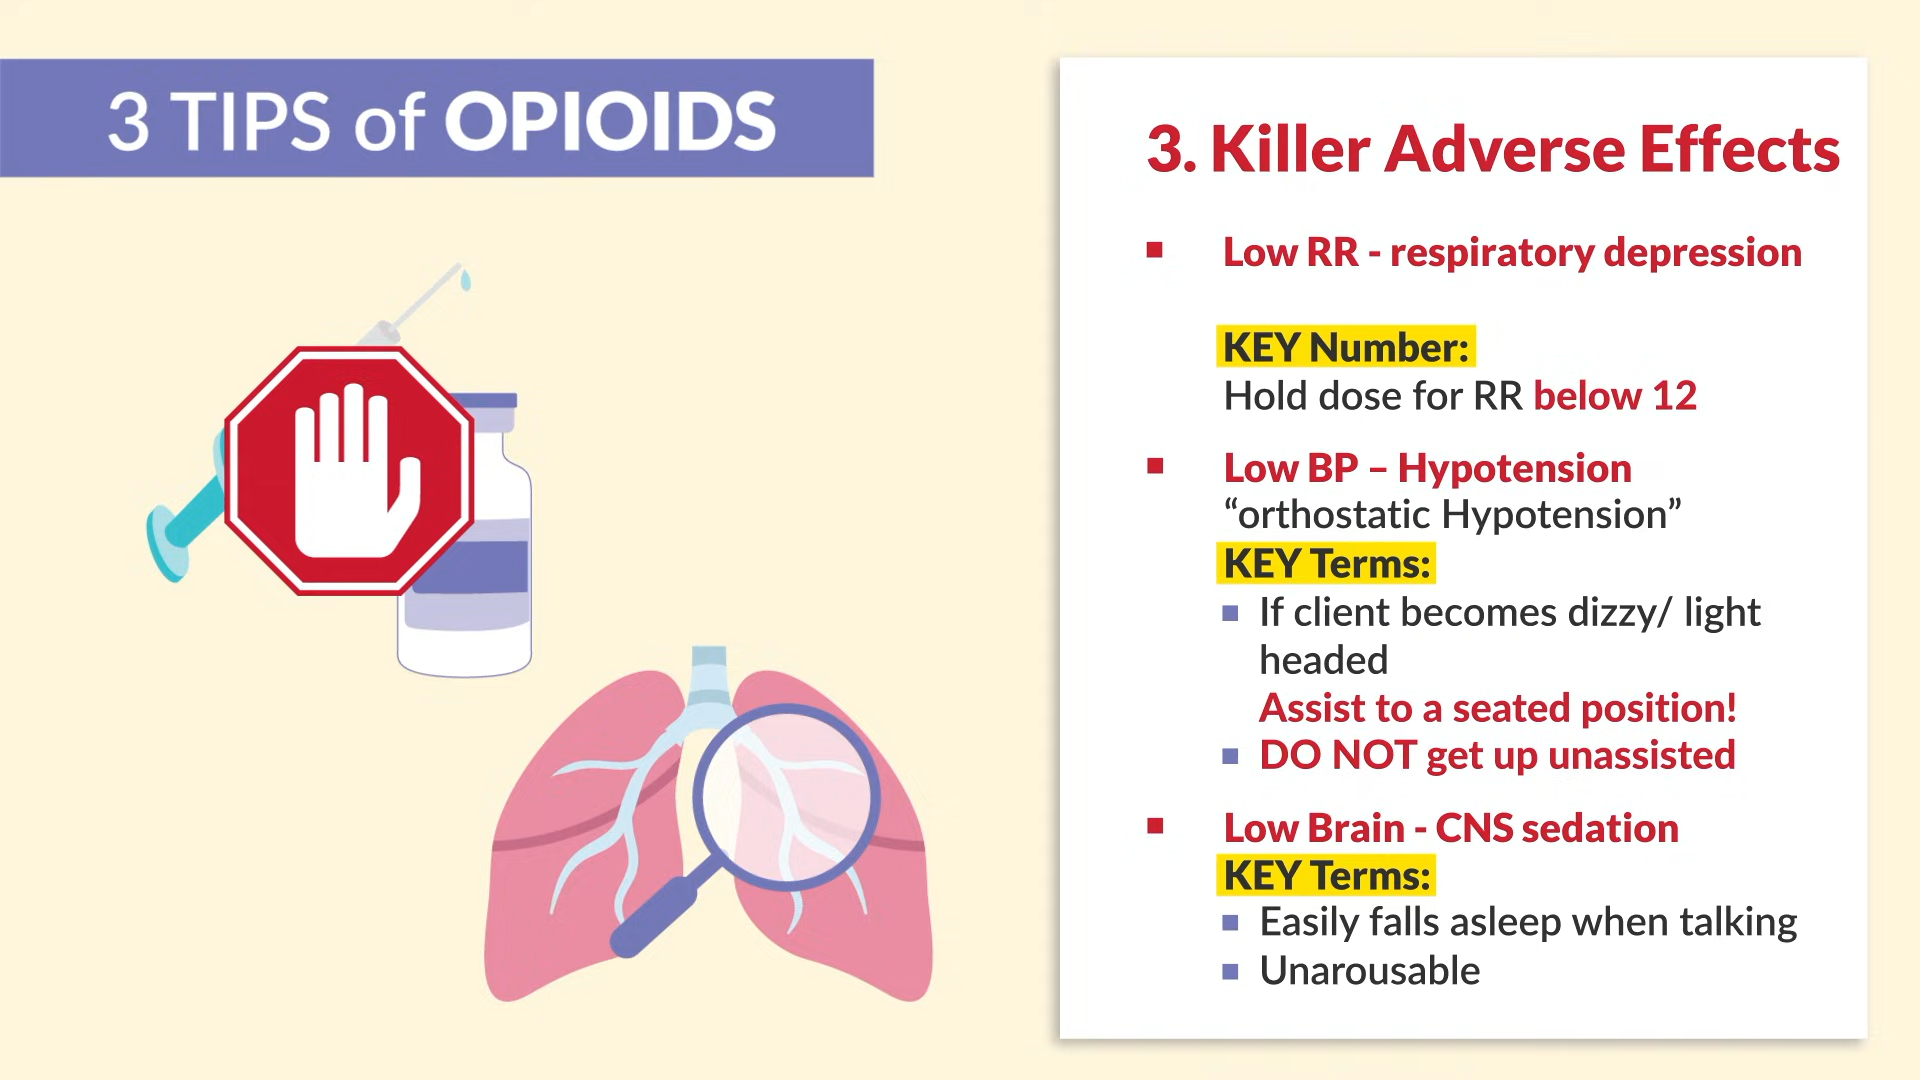 3 TIPS of OPIOIDS
3. Killer Adverse Effects
Low RR - respiratory depression
KEY Number:
Hold dose for RR below 12
Low BP – Hypotension
“orthostatic Hypotension”
KEY Terms:
If client becomes dizzy/ light
headed
Assist to a seated position!
DO NOT get up unassisted
Low Brain - CNS sedation
KEY Terms:
Easily falls asleep when talking
Unarousable